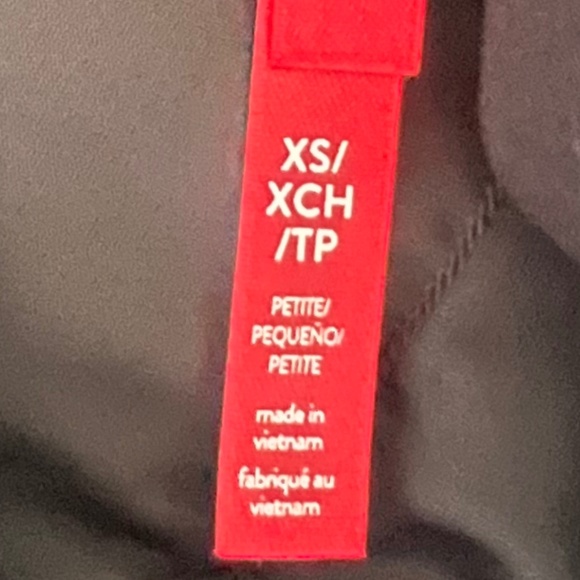 XS/
XCH
/TP
PETITE/
PEQUEÑO/
PETITE
made in
vietnam
fabriqué au
vietnam